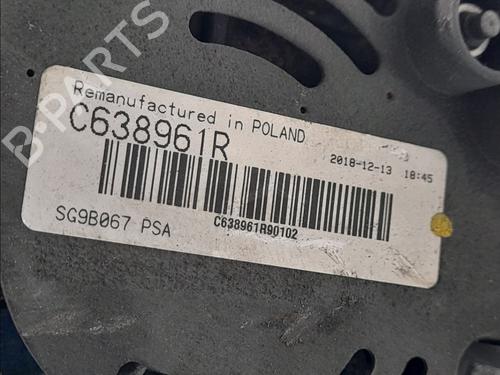 B-PARTS
Remanufactured in POLAND
C638961R
2018-12-13 18:45
C638961R90102
SG9B067 PSA